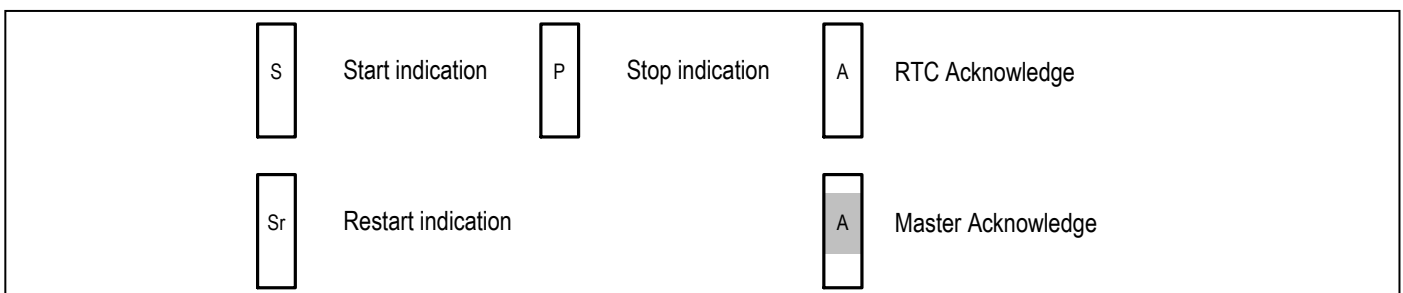 S Start indication P Stop indication A RTC Acknowledge
Sr Restart indication A Master Acknowledge